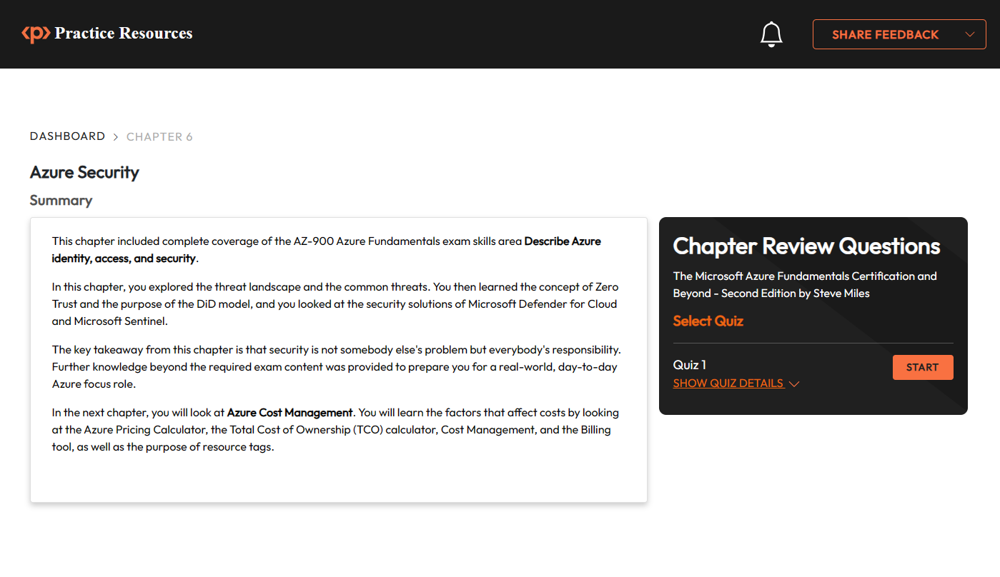 <p> Practice Resources
SHARE FEEDBACK
DASHBOARD > CHAPTER 6
Azure Security
Summary
This chapter included complete coverage of the AZ-900 Azure Fundamentals exam skills area Describe Azure
identity, access, and security.
In this chapter, you explored the threat landscape and the common threats. You then learned the concept of Zero
Trust and the purpose of the DiD model, and you looked at the security solutions of Microsoft Defender for Cloud
and Microsoft Sentinel.
The key takeaway from this chapter is that security is not somebody else's problem but everybody's responsibility.
Further knowledge beyond the required exam content was provided to prepare you for a real-world, day-to-day
Azure focus role.
In the next chapter, you will look at Azure Cost Management. You will learn the factors that affect costs by looking
at the Azure Pricing Calculator, the Total Cost of Ownership (TCO) calculator, Cost Management, and the Billing
tool, as well as the purpose of resource tags.
Chapter Review Questions
The Microsoft Azure Fundamentals Certification and
Beyond - Second Edition by Steve Miles
Select Quiz
Quiz 1
START
SHOW QUIZ DETAILS